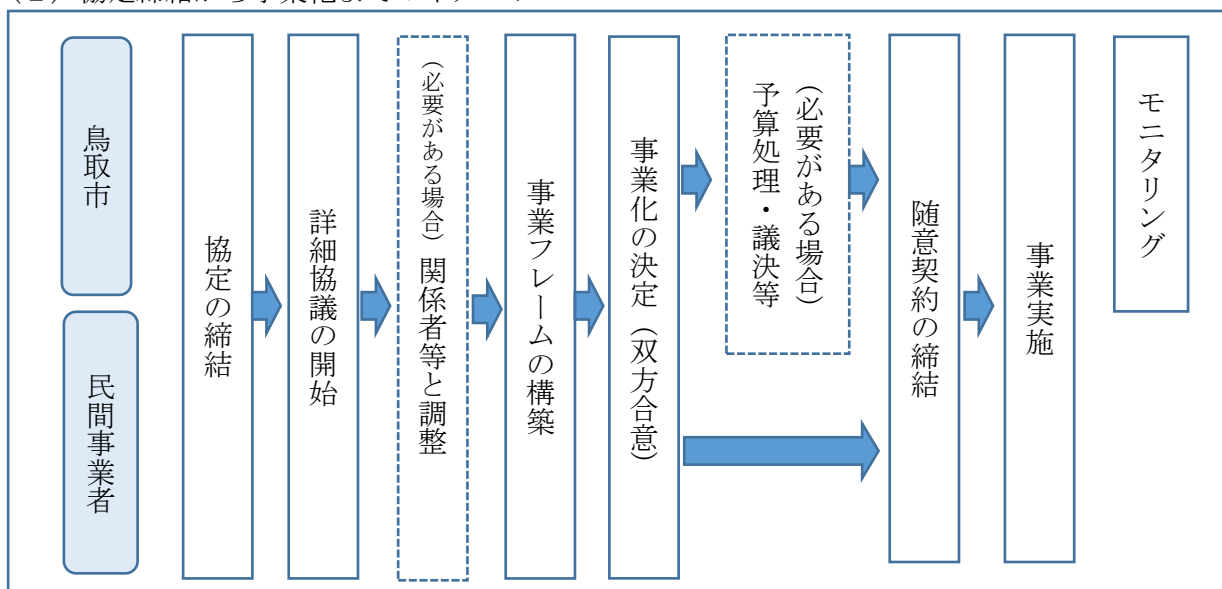 鳥取市
民間事業者
協定の締結
詳細協議の開始
(必要がある場合)関係者等と調整
事業フレームの構築
事業化の決定(双方合意)
(必要がある場合)
予算処理・議決等
随意契約の締結
事業実施
モニタリング